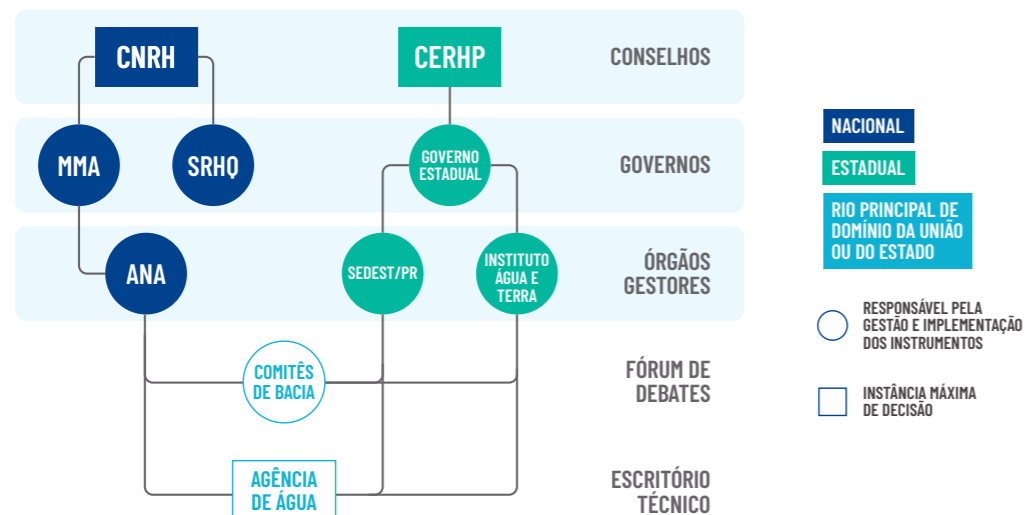 CNRH
CERHP
CONSELHOS
MMA
SRHQ
GOVERNO
ESTADUAL
GOVERNOS
ANA
SEDEST/PR
INSTITUTO
ÁGUA E
TERRA
ÓRGÃOS
GESTORES
COMITÊS
DE BACIA
FÓRUM DE
DEBATES
AGÊNCIA
DE ÁGUA
ESCRITÓRIO
TÉCNICO
NACIONAL
ESTADUAL
RIO PRINCIPAL DE
DOMÍNIO DA UNIÃO
OU DO ESTADO
RESPONSÁVEL PELA
GESTÃO E IMPLEMENTAÇÃO
DOS INSTRUMENTOS
INSTÂNCIA MÁXIMA
DE DECISÃO